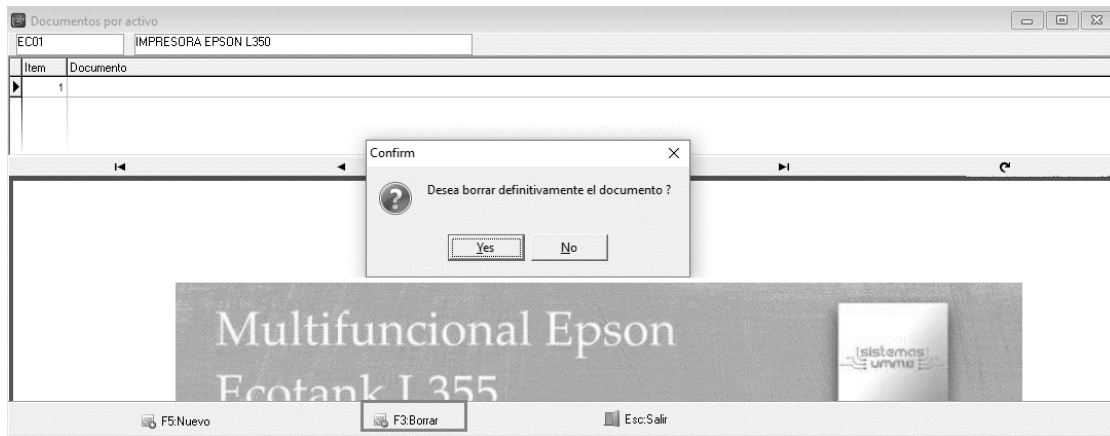 Documentos por activo
EC01 IMPRESORA EPSON L350
Item Documento
1
Confirm
Desea borrar definitivamente el documento ?
Yes No
Multifuncional Epson
Ecotank L355
sistemas
ummo
F5:Nuevo F3:Borrar Esc:Salir